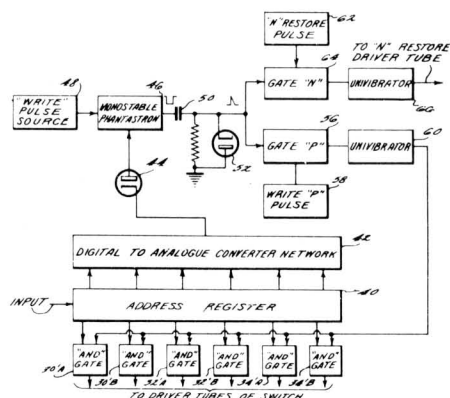 "N" RESTORE PULSE
62
TO "N" RESTORE DRIVER TUBE
64
48
46
50
"WRITE" PULSE SOURCE
MONOSTABLE PHANTASTRON
GATE "N"
UNIVIBRATOR
66
56
60
GATE "P"
UNIVIBRATOR
52
44
58
WRITE "P" PULSE
42
DIGITAL TO ANALOGUE CONVERTER NETWORK
40
INPUT
ADDRESS REGISTER
"AND" GATE
"AND" GATE
"AND" GATE
"AND" GATE
"AND" GATE
"AND" GATE
30'A
30'B
32'A
32'B
34'A
34'B
TO DRIVER TUBES OF SWITCH